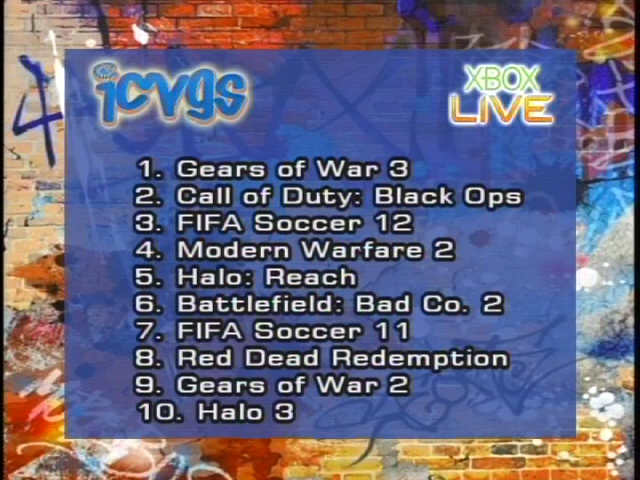 icvgs
XBOX
LIVE
1. Gears of War 3
2. Call of Duty: Black Ops
3. FIFA Soccer 12
4. Modern Warfare 2
5. Halo: Reach
6. Battlefield: Bad Co. 2
7. FIFA Soccer 11
8. Red Dead Redemption
9. Gears of War 2
10. Halo 3